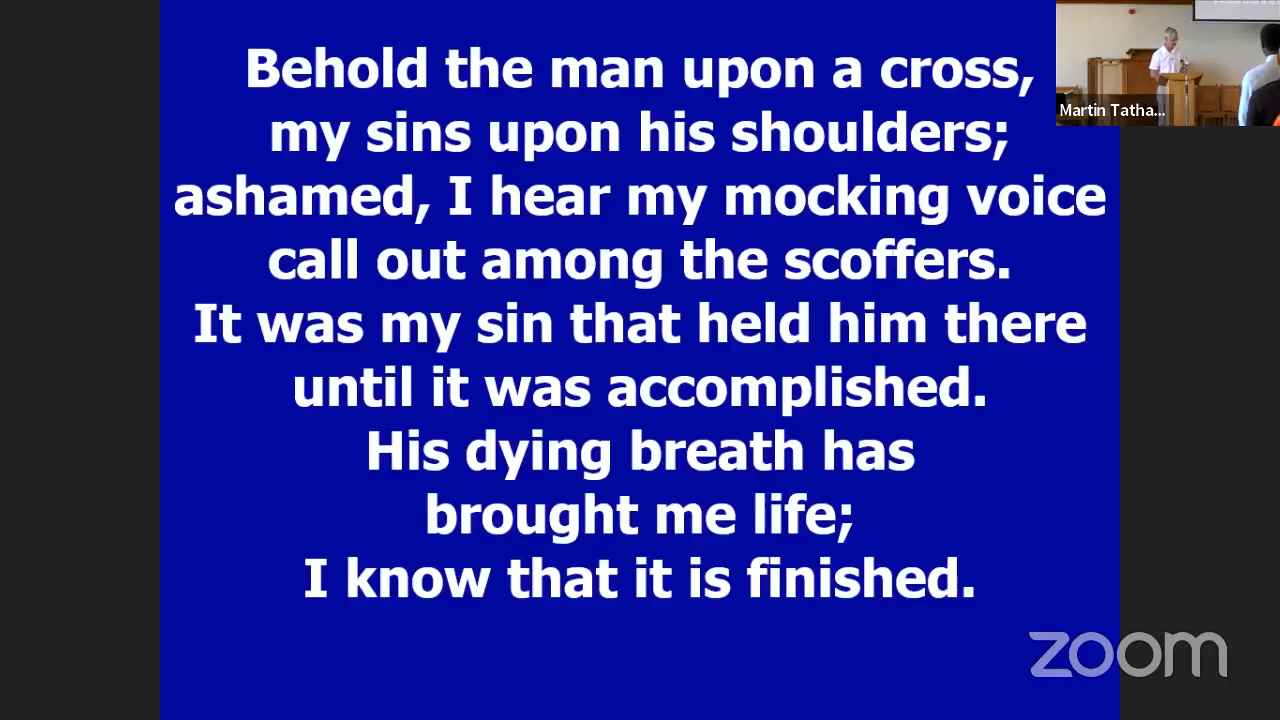 Behold the man upon a cross,
my sins upon his shoulders;
ashamed, I hear my mocking voice
call out among the scoffers.
It was my sin that held him there
until it was accomplished.
His dying breath has
brought me life;
I know that it is finished.
Martin Tatha...
zoom